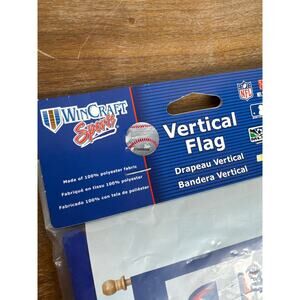 WINCRAFT
Sports
Vertical
Flag
Drapeau Vertical
Bandera Vertical
Made of 100% polyester fabric
Fabriqué en tissu 100% polyester
Fabricado 100% con tela de poliéster
NFL